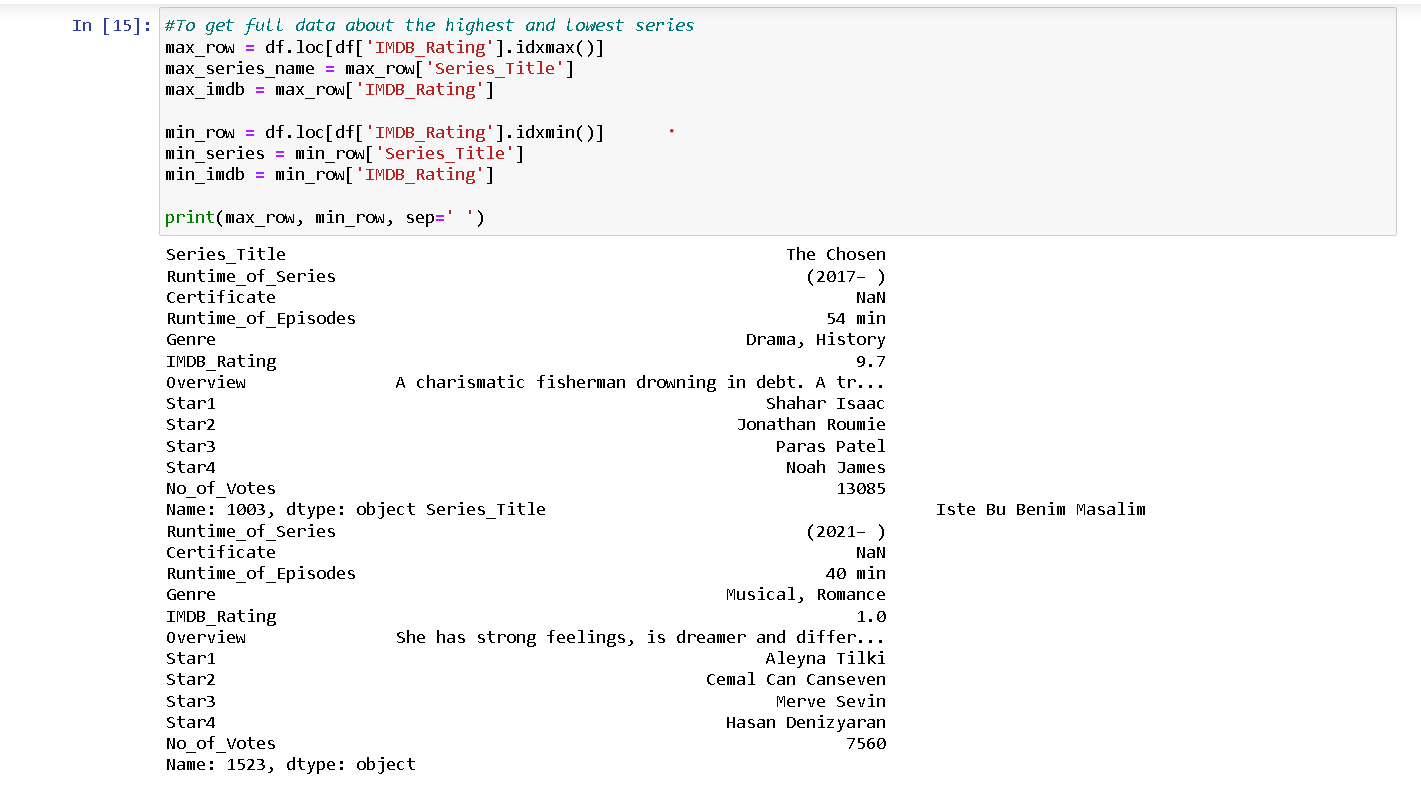 In [15]: #To get full data about the highest and lowest series
max_row = df.loc[df['IMDB_Rating'].idxmax()]
max_series_name = max_row['Series_Title']
max_imdb = max_row['IMDB_Rating']
min_row = df.loc[df['IMDB_Rating'].idxmin()]
min_series = min_row['Series_Title']
min_imdb = min_row['IMDB_Rating']
print(max_row, min_row, sep=' ')
Series_Title The Chosen
Runtime_of_Series (2017– )
Certificate NaN
Runtime_of_Episodes 54 min
Genre Drama, History
IMDB_Rating 9.7
Overview A charismatic fisherman drowning in debt. A tr...
Star1 Shahar Isaac
Star2 Jonathan Roumie
Star3 Paras Patel
Star4 Noah James
No_of_Votes 13085
Name: 1003, dtype: object Series_Title Iste Bu Benim Masalim
Runtime_of_Series (2021– )
Certificate NaN
Runtime_of_Episodes 40 min
Genre Musical, Romance
IMDB_Rating 1.0
Overview She has strong feelings, is dreamer and differ...
Star1 Aleyna Tilki
Star2 Cemal Can Canseven
Star3 Merve Sevin
Star4 Hasan Denizyaran
No_of_Votes 7560
Name: 1523, dtype: object